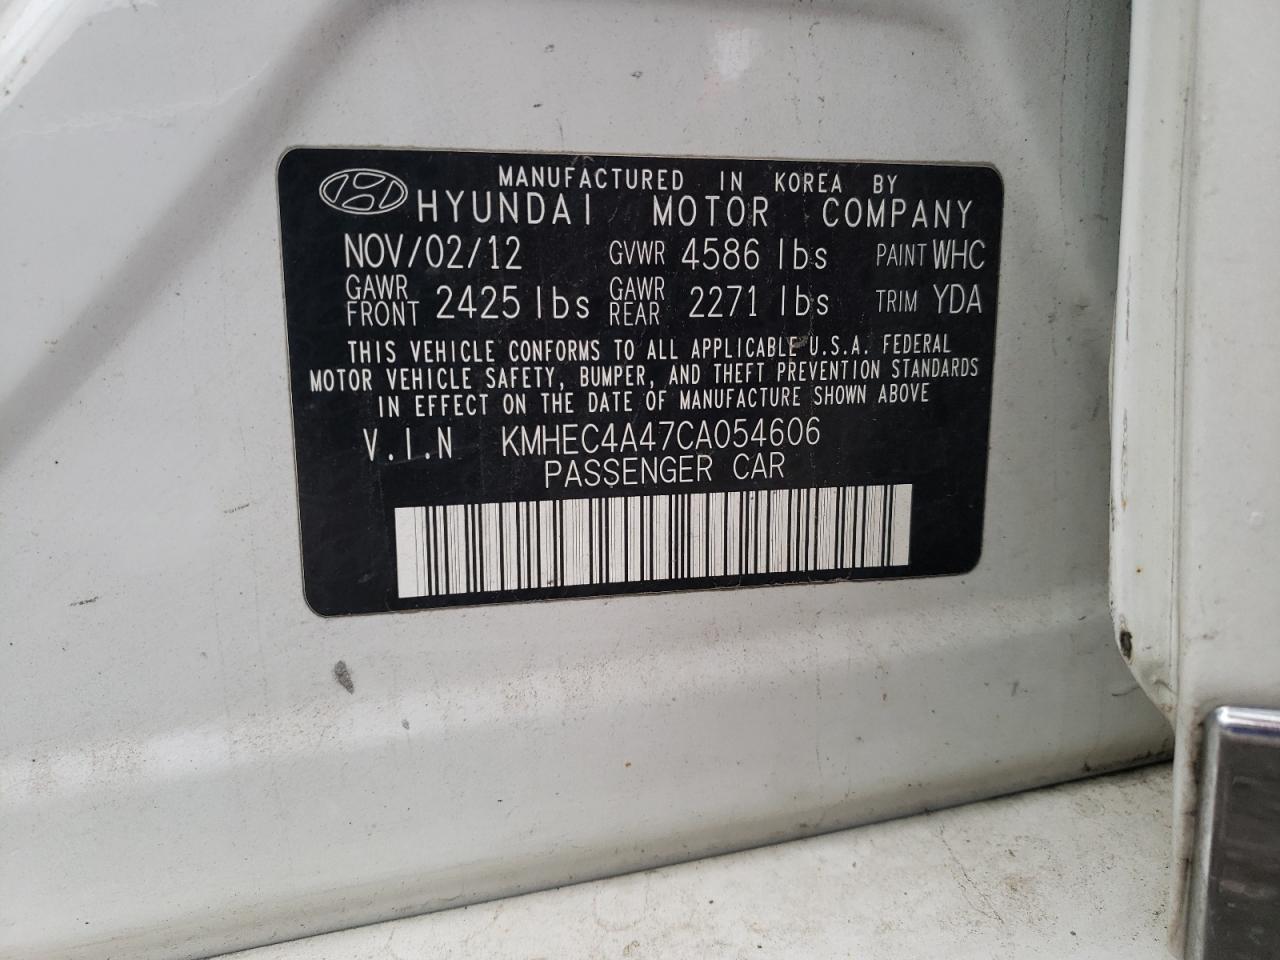 MANUFACTURED IN KOREA BY
HYUNDAI MOTOR COMPANY
NOV/02/12 GVWR 4586 lbs PAINT WHC
GAWR FRONT 2425 lbs GAWR REAR 2271 lbs TRIM YDA
THIS VEHICLE CONFORMS TO ALL APPLICABLE U.S.A. FEDERAL
MOTOR VEHICLE SAFETY, BUMPER, AND THEFT PREVENTION STANDARDS
IN EFFECT ON THE DATE OF MANUFACTURE SHOWN ABOVE
V.I.N KMHEC4A47CA054606
PASSENGER CAR